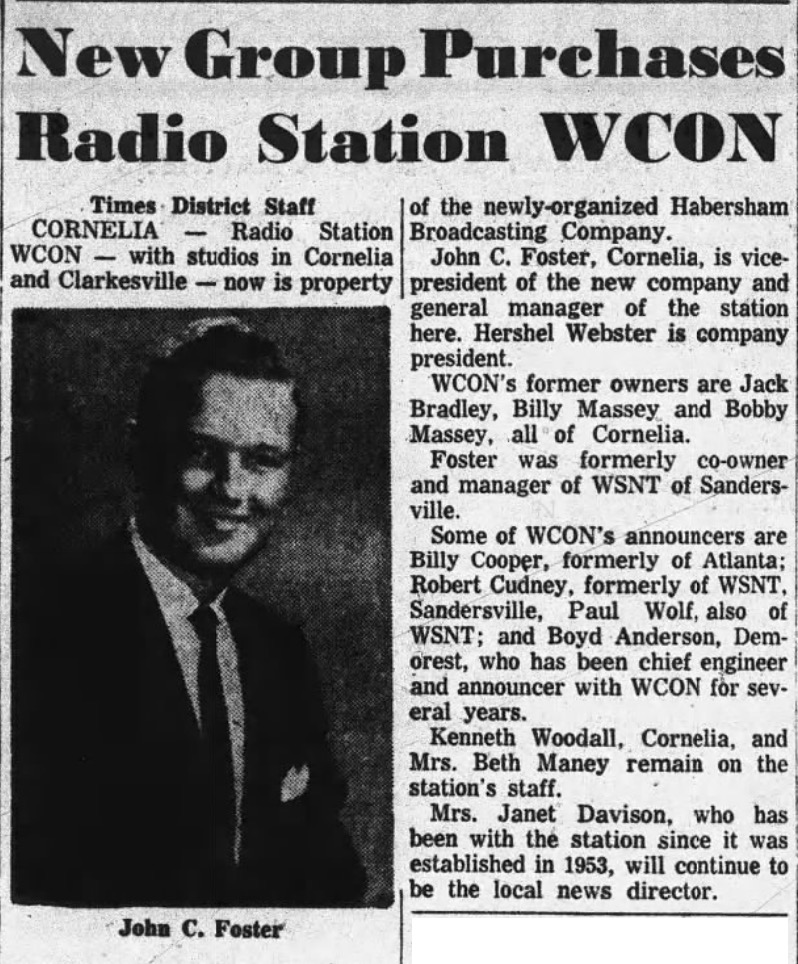 New Group Purchases
Radio Station WCON
Times District Staff
CORNELIA — Radio Station
WCON — with studios in Cornelia
and Clarkesville — now is property
John C. Foster
of the newly-organized Habersham
Broadcasting Company.
John C. Foster, Cornelia, is vice-
president of the new company and
general manager of the station
here. Hershel Webster is company
president.
WCON's former owners are Jack
Bradley, Billy Massey and Bobby
Massey, all of Cornelia.
Foster was formerly co-owner
and manager of WSNT of Sanders-
ville.
Some of WCON's announcers are
Billy Cooper, formerly of Atlanta;
Robert Cudney, formerly of WSNT,
Sandersville, Paul Wolf, also of
WSNT; and Boyd Anderson, Dem-
orest, who has been chief engineer
and announcer with WCON for sev-
eral years.
Kenneth Woodall, Cornelia, and
Mrs. Beth Maney remain on the
station's staff.
Mrs. Janet Davison, who has
been with the station since it was
established in 1953, will continue to
be the local news director.